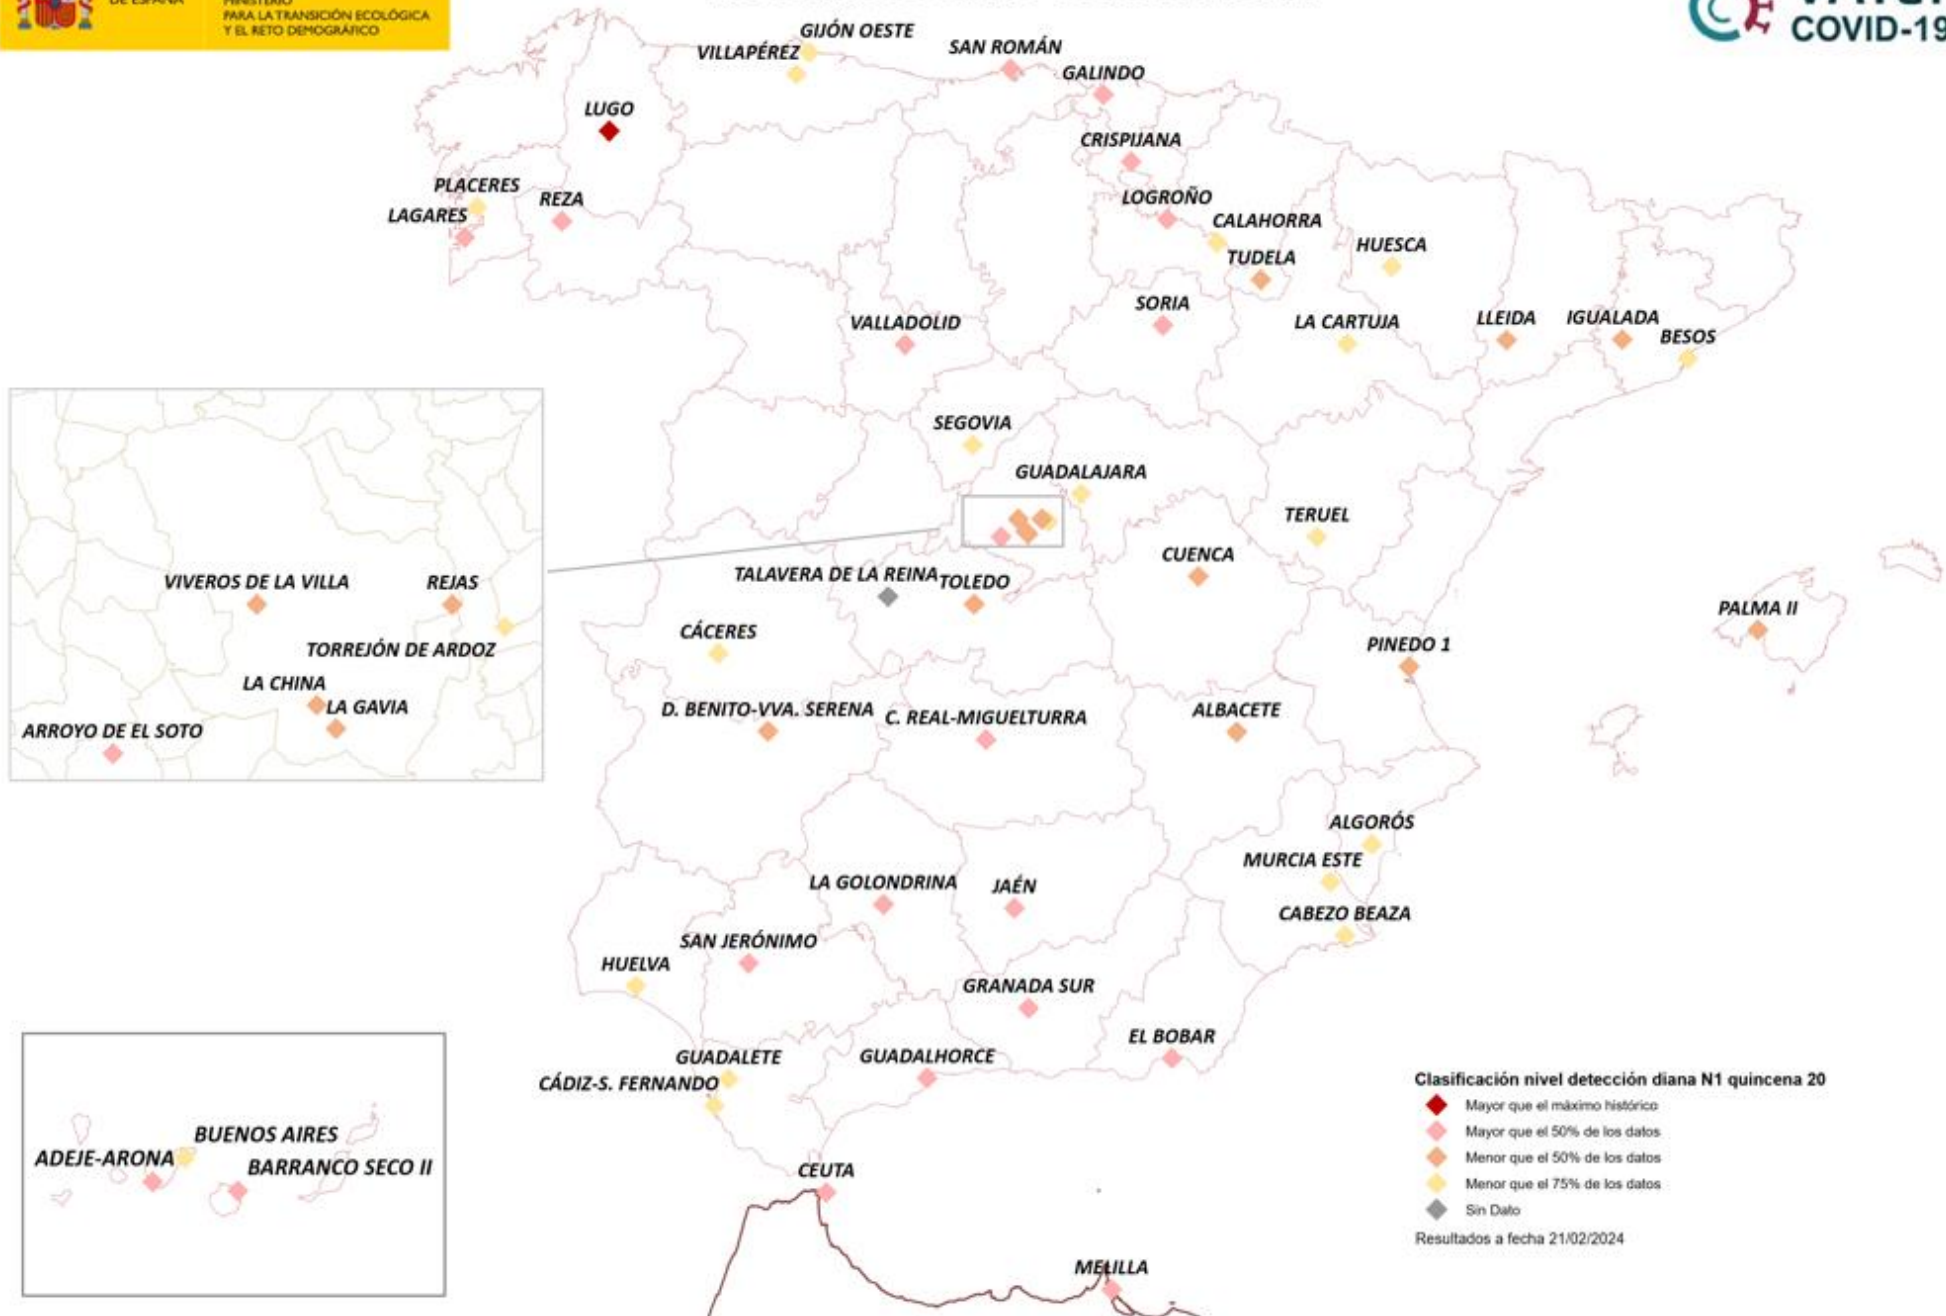 DE ESPAÑA
MINISTERIO
PARA LA TRANSICIÓN ECOLÓGICA
Y EL RETO DEMOGRÁFICO
COVID-19
GIJÓN OESTE
VILLAPÉREZ
SAN ROMÁN
GALINDO
LUGO
CRISPIJANA
PLACERES
REZA
LAGARES
LOGROÑO
CALAHORRA
TUDELA
HUESCA
SORIA
VALLADOLID
LA CARTUJA
LLEIDA
IGUALADA
BESOS
SEGOVIA
GUADALAJARA
TERUEL
CUENCA
TALAVERA DE LA REINA
TOLEDO
CÁCERES
PALMA II
PINEDO 1
D. BENITO-VVA. SERENA
C. REAL-MIGUELTURRA
ALBACETE
VIVEROS DE LA VILLA
REJAS
TORREJÓN DE ARDOZ
LA CHINA
LA GAVIA
ARROYO DE EL SOTO
ALGORÓS
MURCIA ESTE
CABEZO BEAZA
LA GOLONDRINA
JAÉN
SAN JERÓNIMO
HUELVA
GRANADA SUR
EL BOBAR
GUADALETE
GUADALHORCE
CÁDIZ-S. FERNANDO
CEUTA
MELILLA
BUENOS AIRES
ADEJE-ARONA
BARRANCO SECO II
Clasificación nivel detección diana N1 quincena 20
Mayor que el máximo histórico
Mayor que el 50% de los datos
Menor que el 50% de los datos
Menor que el 75% de los datos
Sin Dato
Resultados a fecha 21/02/2024